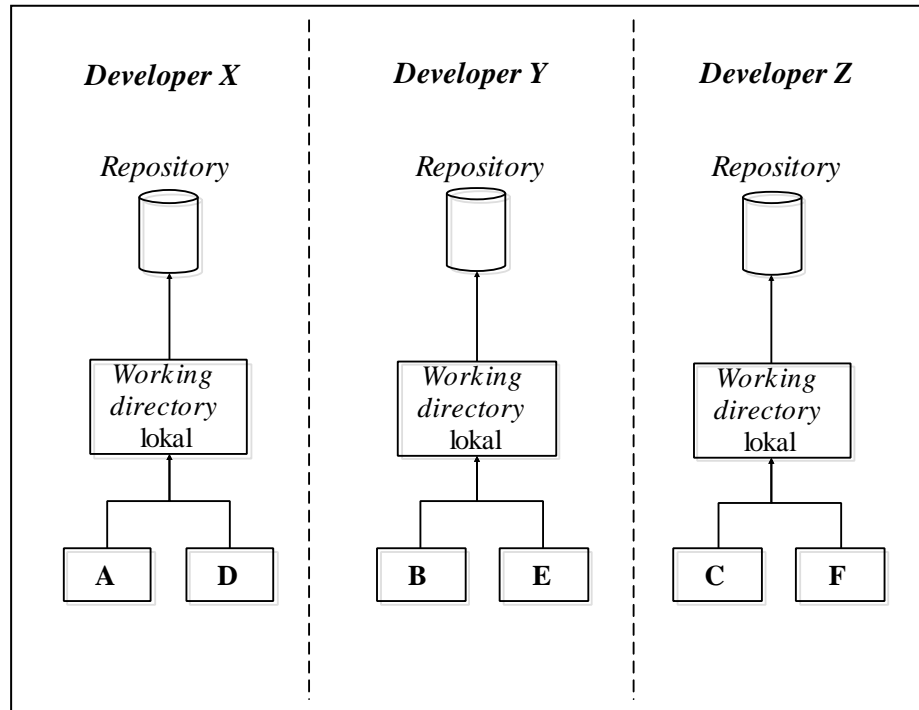 Developer X
Developer Y
Developer Z
Repository
Repository
Repository
Working
directory
lokal
Working
directory
lokal
Working
directory
lokal
A
D
B
E
C
F